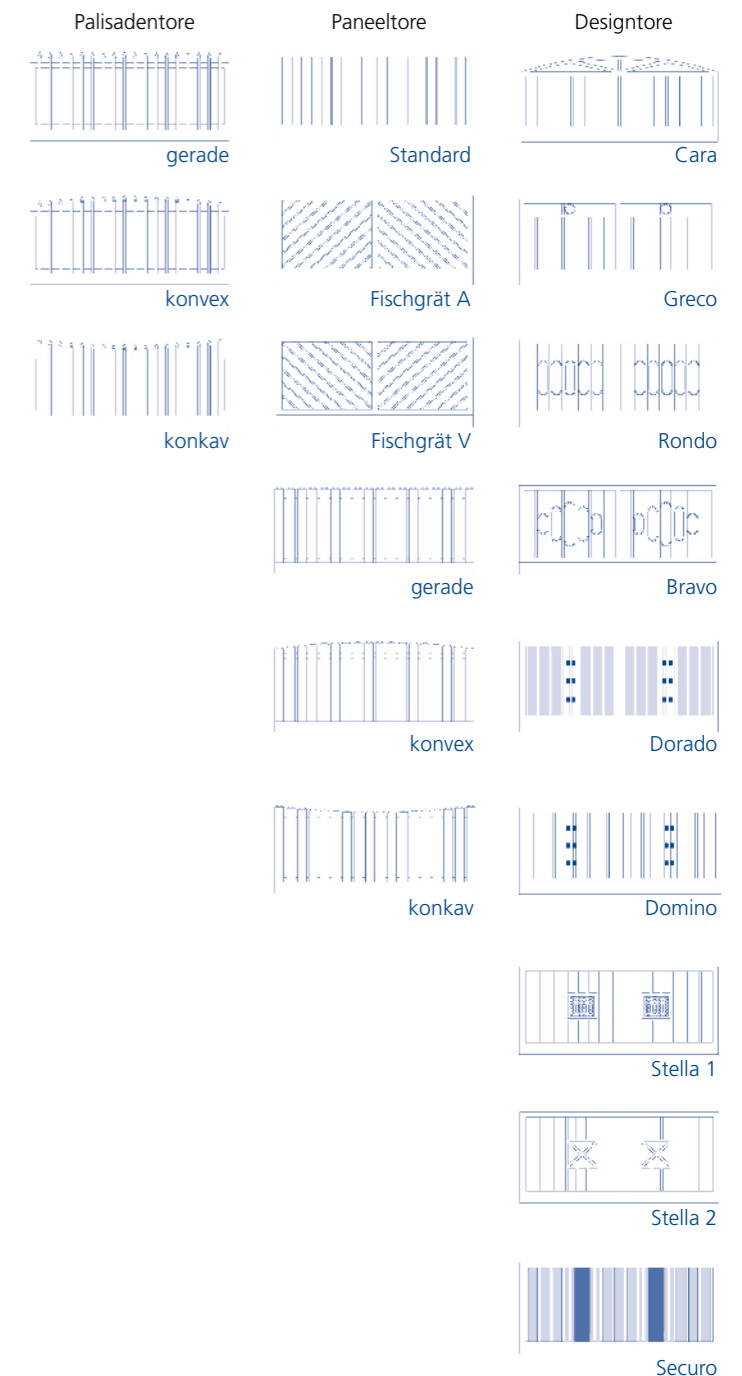 Palisadentore
Paneeltore
Designtore
gerade
Standard
Cara
konvex
Fischgrät A
Greco
konkav
Fischgrät V
Rondo
gerade
Bravo
konvex
Dorado
konkav
Domino
Stella 1
Stella 2
Securo